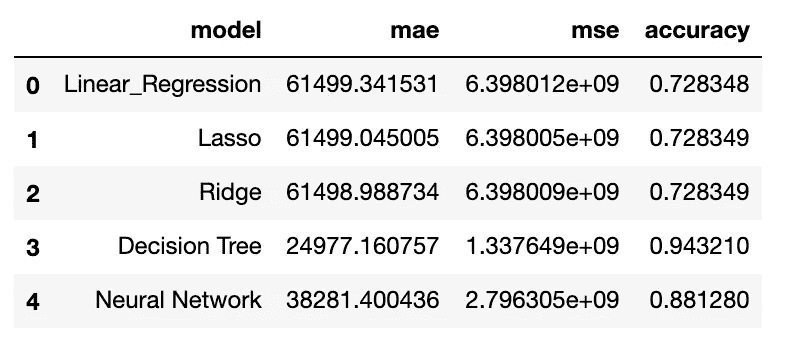 model mae mse accuracy
0 Linear_Regression 61499.341531 6.398012e+09 0.728348
1 Lasso 61499.045005 6.398005e+09 0.728349
2 Ridge 61498.988734 6.398009e+09 0.728349
3 Decision Tree 24977.160757 1.337649e+09 0.943210
4 Neural Network 38281.400436 2.796305e+09 0.881280